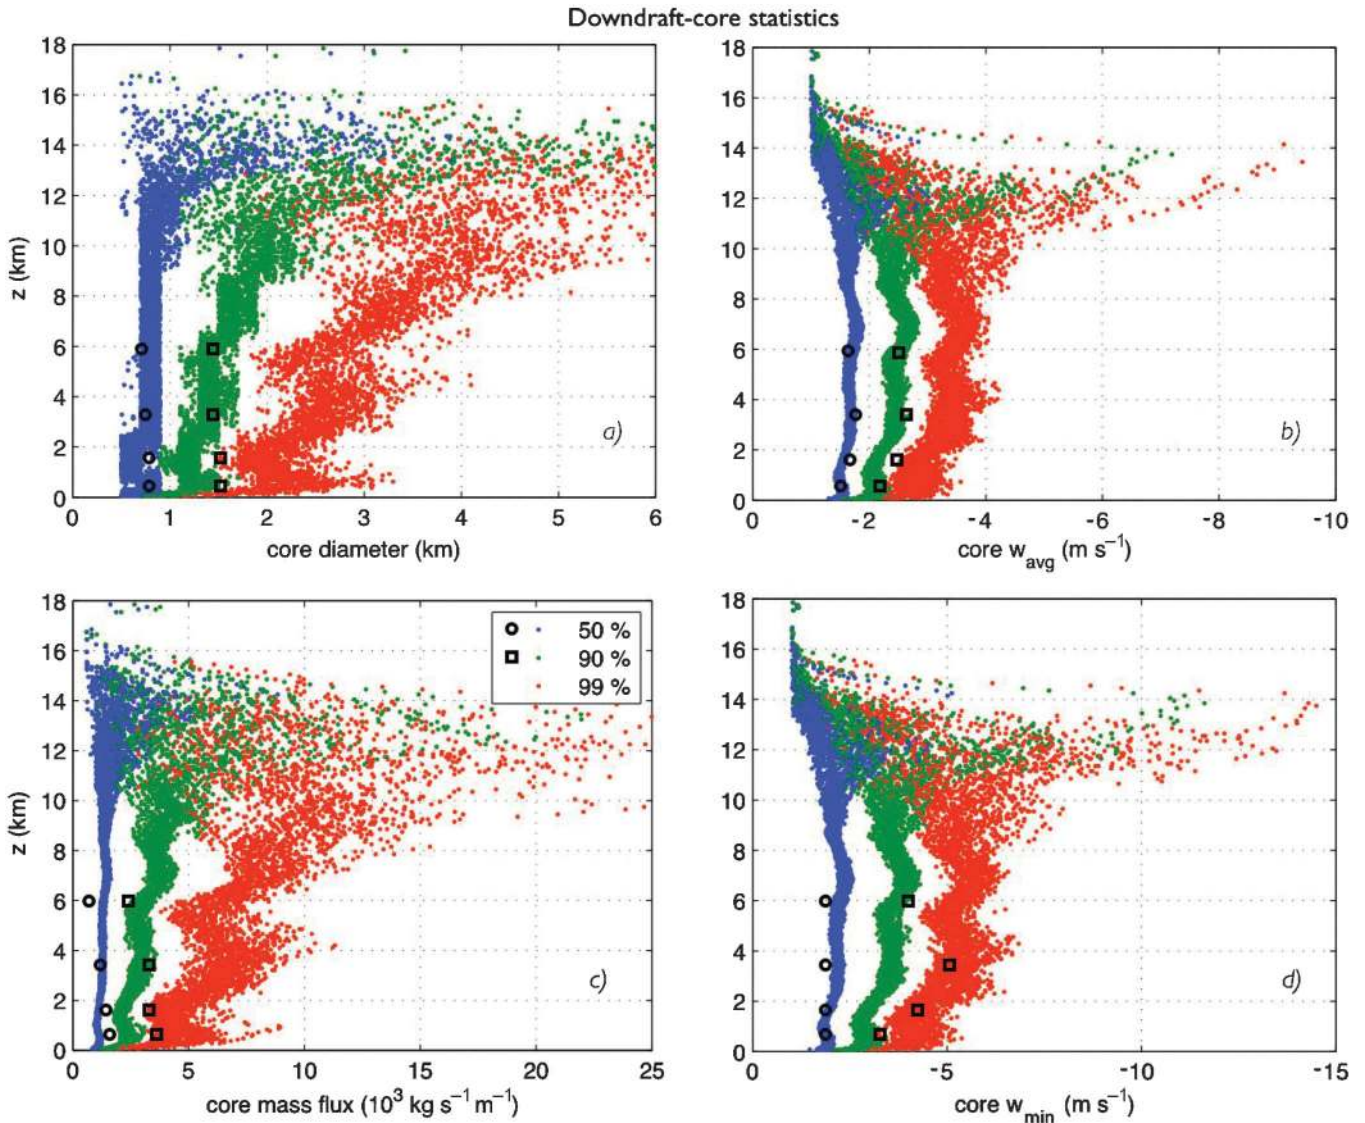 Downdraft-core statistics
18
16
14
12
10
8
6
4
2
0
z (km)
a)
0 1 2 3 4 5 6
core diameter (km)
18
16
14
12
10
8
6
4
2
0
b)
0 -2 -4 -6 -8 -10
core w_avg (m s⁻¹)
18
16
14
12
10
8
6
4
2
0
z (km)
50 %
90 %
99 %
c)
0 5 10 15 20 25
core mass flux (10³ kg s⁻¹ m⁻¹)
18
16
14
12
10
8
6
4
2
0
d)
0 -5 -10 -15
core w_min (m s⁻¹)